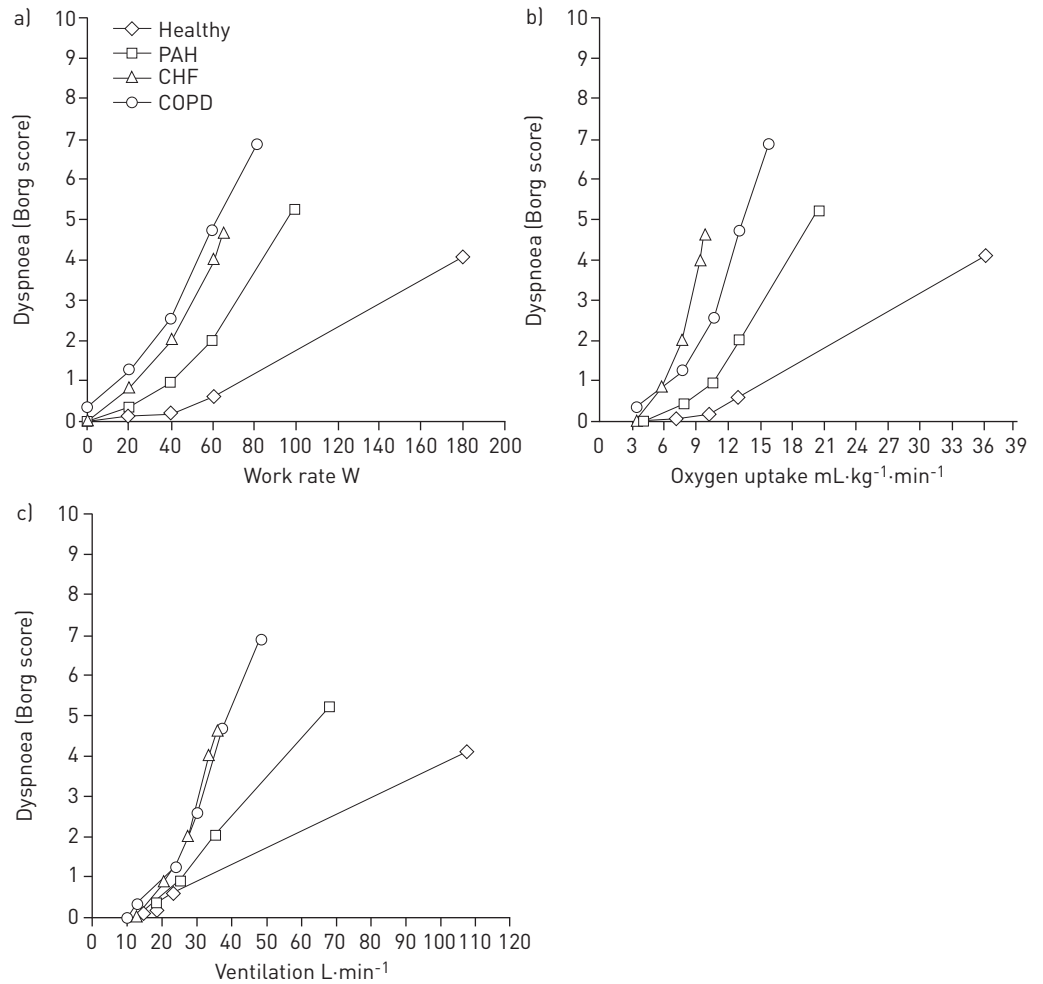 a)
Healthy
PAH
CHF
COPD
10
9
8
7
6
5
4
3
2
1
0
Dyspnoea (Borg score)
0 20 40 60 80 100 120 140 160 180 200
Work rate W
b)
10
9
8
7
6
5
4
3
2
1
0
Dyspnoea (Borg score)
0 3 6 9 12 15 18 21 24 27 30 33 36 39
Oxygen uptake mL·kg⁻¹·min⁻¹
c)
10
9
8
7
6
5
4
3
2
1
0
Dyspnoea (Borg score)
0 10 20 30 40 50 60 70 80 90 100 110 120
Ventilation L·min⁻¹